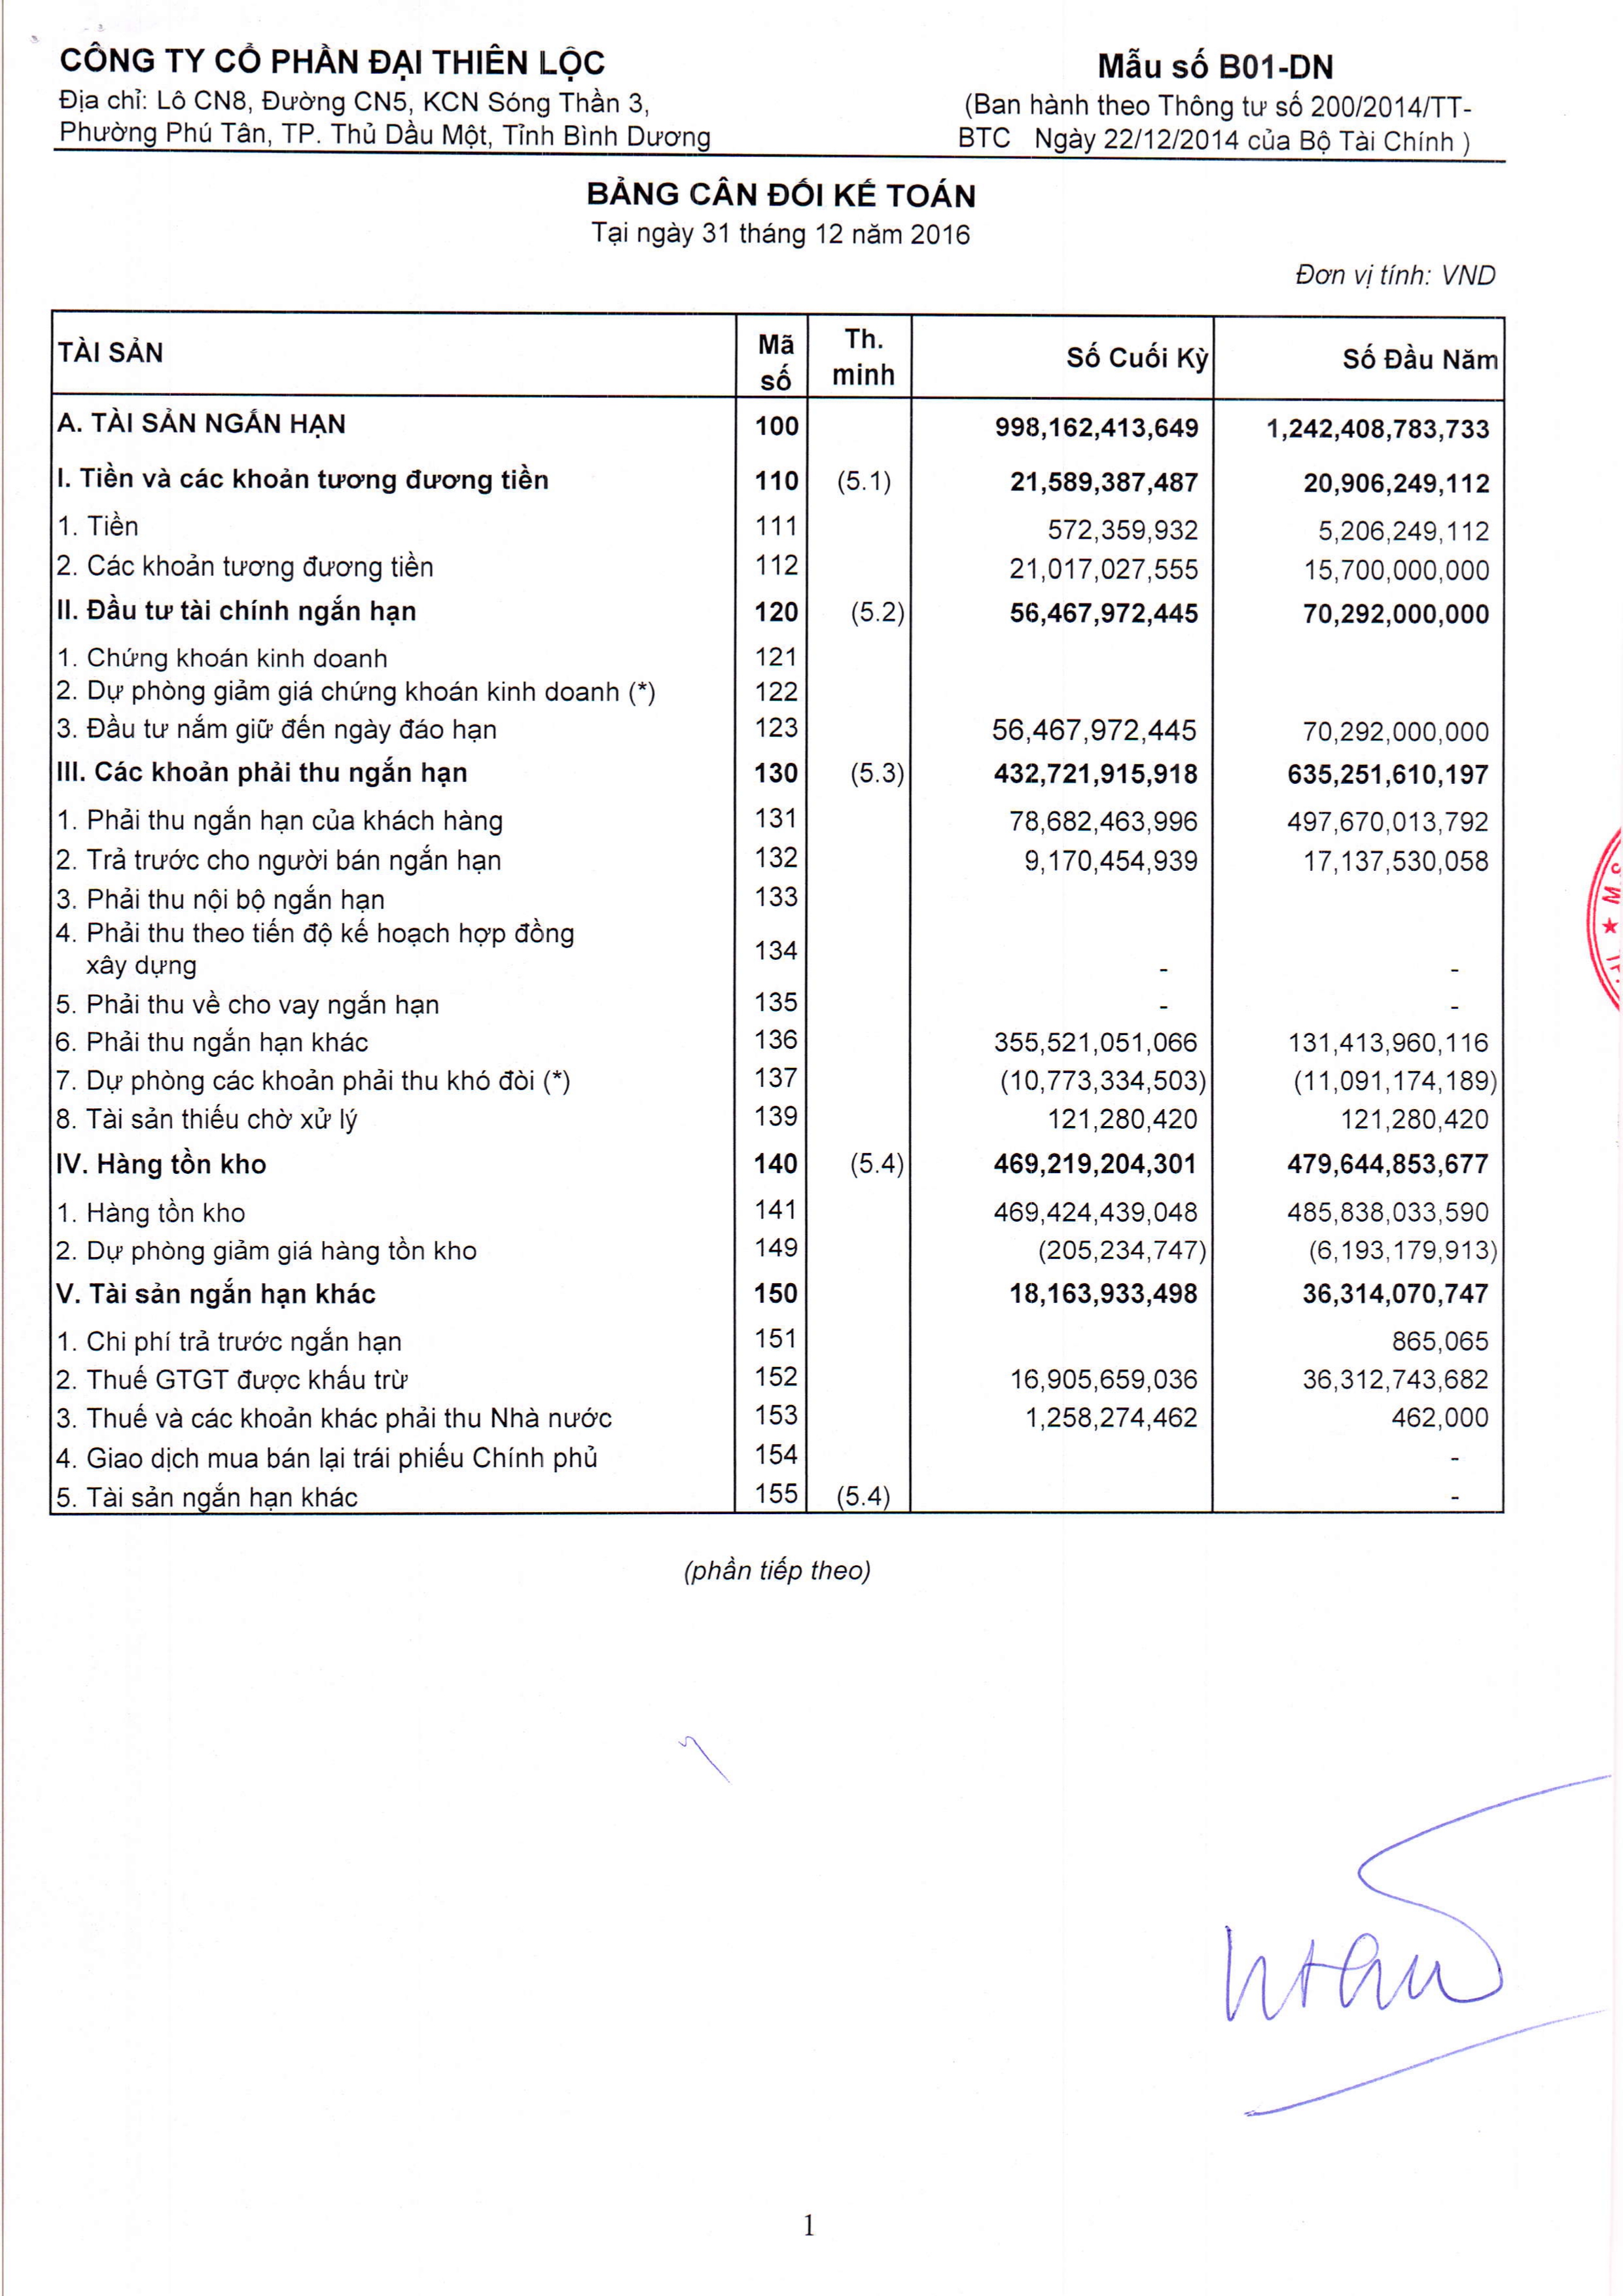 CÔNG TY CỔ PHẦN ĐẠI THIÊN LỘC
Địa chỉ: Lô CN8, Đường CN5, KCN Sóng Thần 3,
Phường Phú Tân, TP. Thủ Dầu Một, Tỉnh Bình Dương
Mẫu số B01-DN
(Ban hành theo Thông tư số 200/2014/TT-
BTC Ngày 22/12/2014 của Bộ Tài Chính )
BẢNG CÂN ĐỐI KẾ TOÁN
Tại ngày 31 tháng 12 năm 2016
Đơn vị tính: VND
TÀI SẢN Mã số Th. minh Số Cuối Kỳ Số Đầu Năm
A. TÀI SẢN NGẮN HẠN 100 998,162,413,649 1,242,408,783,733
I. Tiền và các khoản tương đương tiền 110 (5.1) 21,589,387,487 20,906,249,112
1. Tiền 111 572,359,932 5,206,249,112
2. Các khoản tương đương tiền 112 21,017,027,555 15,700,000,000
II. Đầu tư tài chính ngắn hạn 120 (5.2) 56,467,972,445 70,292,000,000
1. Chứng khoán kinh doanh 121
2. Dự phòng giảm giá chứng khoán kinh doanh (*) 122
3. Đầu tư nắm giữ đến ngày đáo hạn 123 56,467,972,445 70,292,000,000
III. Các khoản phải thu ngắn hạn 130 (5.3) 432,721,915,918 635,251,610,197
1. Phải thu ngắn hạn của khách hàng 131 78,682,463,996 497,670,013,792
2. Trả trước cho người bán ngắn hạn 132 9,170,454,939 17,137,530,058
3. Phải thu nội bộ ngắn hạn 133
4. Phải thu theo tiến độ kế hoạch hợp đồng
xây dựng 134 - -
5. Phải thu về cho vay ngắn hạn 135 - -
6. Phải thu ngắn hạn khác 136 355,521,051,066 131,413,960,116
7. Dự phòng các khoản phải thu khó đòi (*) 137 (10,773,334,503) (11,091,174,189)
8. Tài sản thiếu chờ xử lý 139 121,280,420 121,280,420
IV. Hàng tồn kho 140 (5.4) 469,219,204,301 479,644,853,677
1. Hàng tồn kho 141 469,424,439,048 485,838,033,590
2. Dự phòng giảm giá hàng tồn kho 149 (205,234,747) (6,193,179,913)
V. Tài sản ngắn hạn khác 150 18,163,933,498 36,314,070,747
1. Chi phí trả trước ngắn hạn 151 865,065
2. Thuế GTGT được khấu trừ 152 16,905,659,036 36,312,743,682
3. Thuế và các khoản khác phải thu Nhà nước 153 1,258,274,462 462,000
4. Giao dịch mua bán lại trái phiếu Chính phủ 154 -
5. Tài sản ngắn hạn khác 155 (5.4) -
(phần tiếp theo)
1